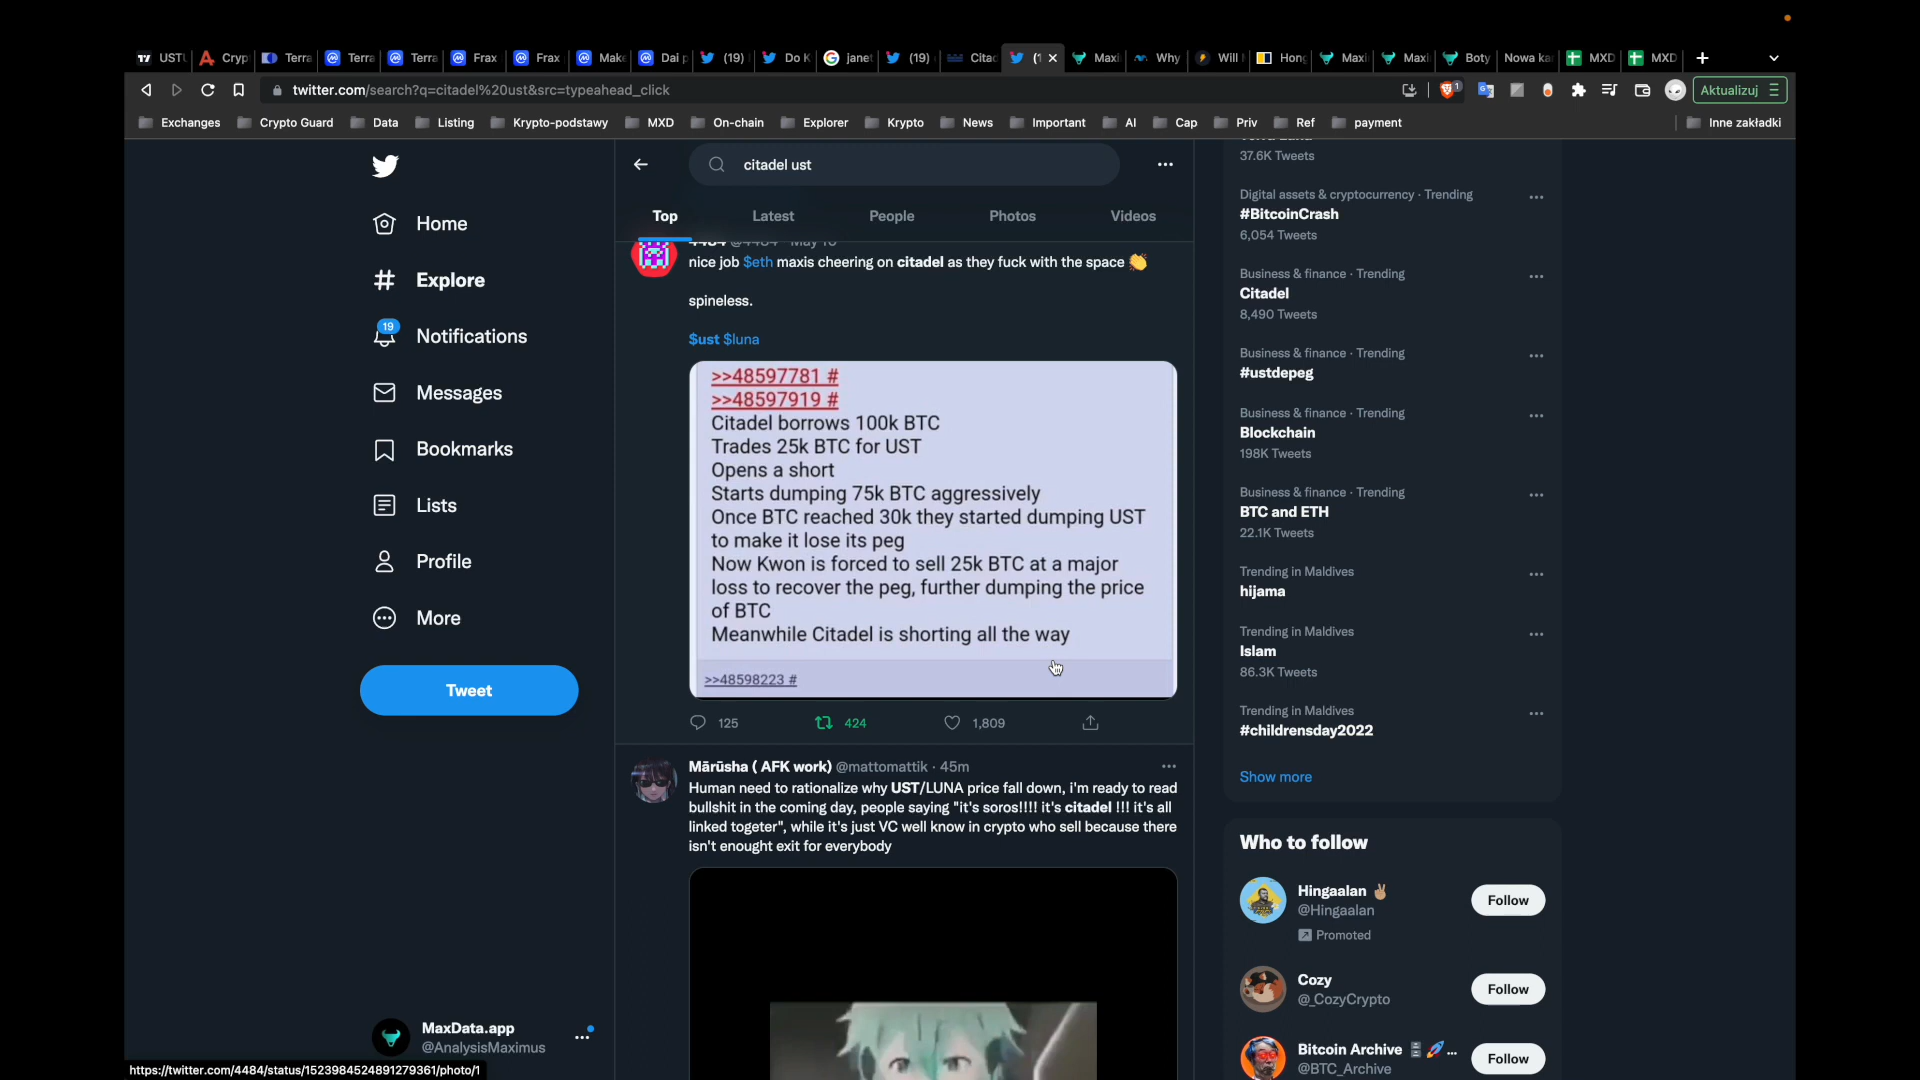 UST
Cryp
Terra
Terra
Terra
Frax
Frax
Make
Dai p
(19)
Do K
janet
(19)
Citad
(1
Maxi
Why
Will
Hong
Maxi
Maxi
Boty
Nowa ka
MXD
MXD
twitter.com/search?q=citadel%20ust&src=typeahead_click
1
Aktualizuj
Exchanges
Crypto Guard
Data
Listing
Krypto-podstawy
MXD
On-chain
Explorer
Krypto
News
Important
AI
Cap
Priv
Ref
payment
Inne zakładki
Home
Explore
19
Notifications
Messages
Bookmarks
Lists
Profile
More
Tweet
MaxData.app
@AnalysisMaximus
https://twitter.com/4484/status/1523984524891279361/photo/1
citadel ust
Top
Latest
People
Photos
Videos
4484 @4484 · May 10
nice job $eth maxis cheering on citadel as they fuck with the space 👏
spineless.
$ust $luna
>>48597781 #
>>48597919 #
Citadel borrows 100k BTC
Trades 25k BTC for UST
Opens a short
Starts dumping 75k BTC aggressively
Once BTC reached 30k they started dumping UST
to make it lose its peg
Now Kwon is forced to sell 25k BTC at a major
loss to recover the peg, further dumping the price
of BTC
Meanwhile Citadel is shorting all the way
>>48598223 #
125
424
1,809
Mārūsha ( AFK work) @mattomattik · 45m
Human need to rationalize why UST/LUNA price fall down, i'm ready to read
bullshit in the coming day, people saying "it's soros!!!! it's citadel !!! it's all
linked togeter", while it's just VC well know in crypto who sell because there
isn't enought exit for everybody
37.6K Tweets
Digital assets & cryptocurrency · Trending
#BitcoinCrash
6,054 Tweets
Business & finance · Trending
Citadel
8,490 Tweets
Business & finance · Trending
#ustdepeg
Business & finance · Trending
Blockchain
198K Tweets
Business & finance · Trending
BTC and ETH
22.1K Tweets
Trending in Maldives
hijama
Trending in Maldives
Islam
86.3K Tweets
Trending in Maldives
#childrensday2022
Show more
Who to follow
Hingaalan ✌🏽
@Hingaalan
Promoted
Follow
Cozy
@_CozyCrypto
Follow
Bitcoin Archive 🗄🚀...
@BTC_Archive
Follow